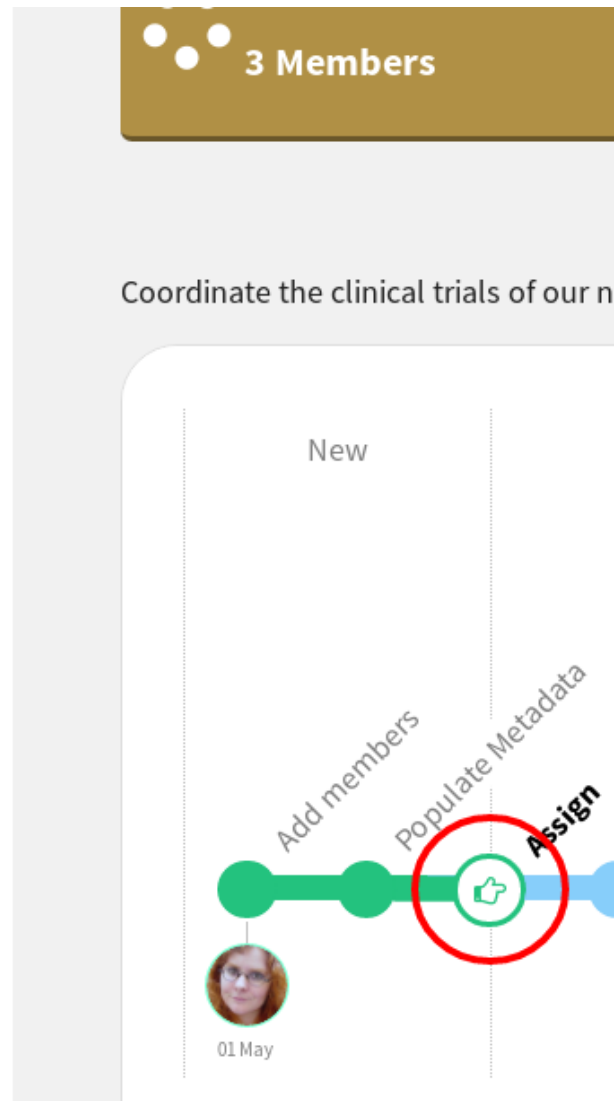 3 Members
Coordinate the clinical trials of our n
New
Add members
Populate Metadata
Assign
01 May